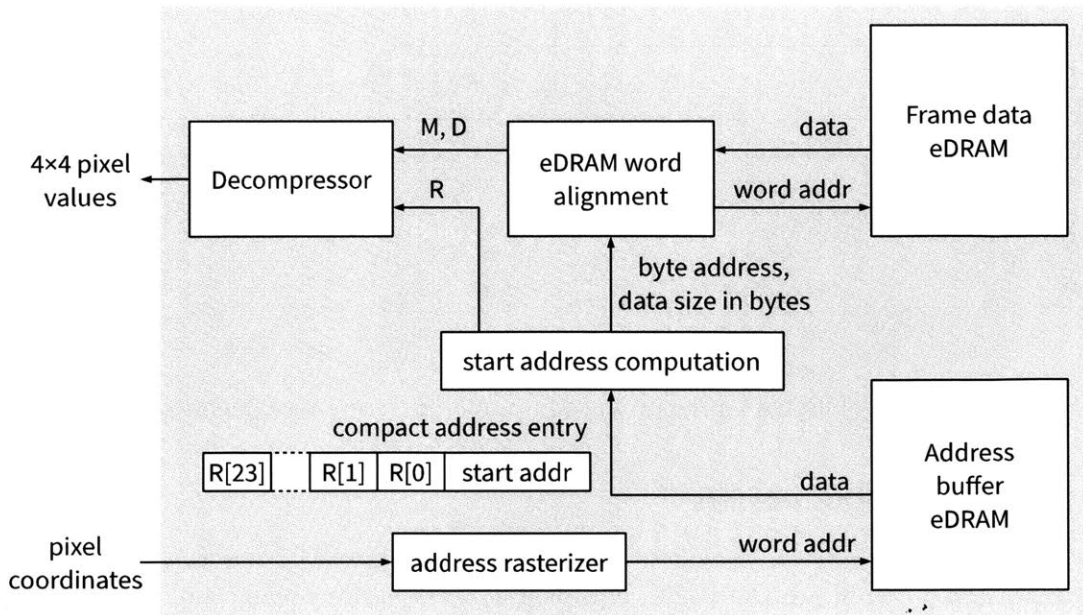 Frame data
eDRAM
data
word addr
M, D
R
eDRAM word
alignment
Decompressor
4×4 pixel
values
byte address,
data size in bytes
start address computation
compact address entry
R[23] R[1] R[0] start addr
data
Address
buffer
eDRAM
pixel
coordinates
address rasterizer
word addr